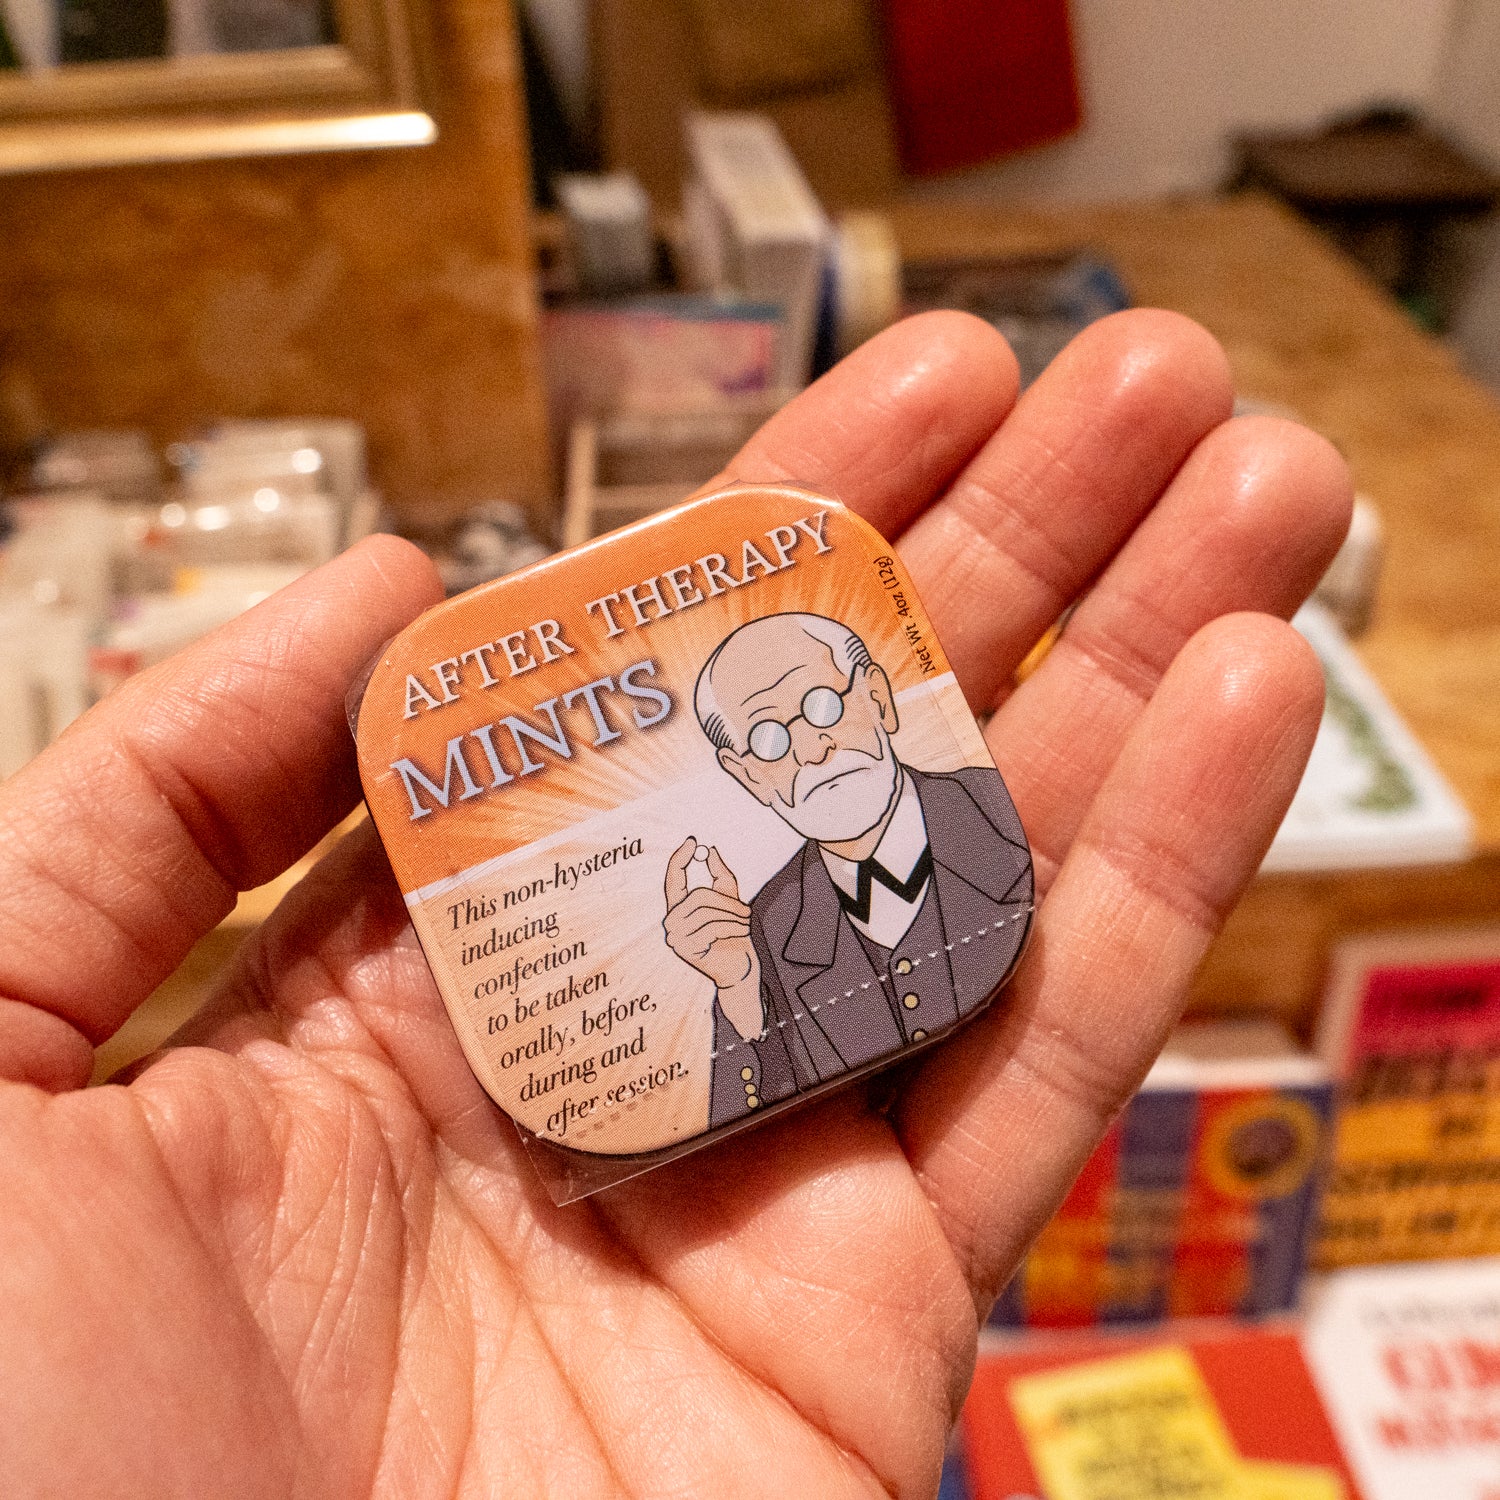 AFTER THERAPY
MINTS
Net Wt .4oz (12g)
This non-hysteria
inducing
confection
to be taken
orally, before,
during and
after session.